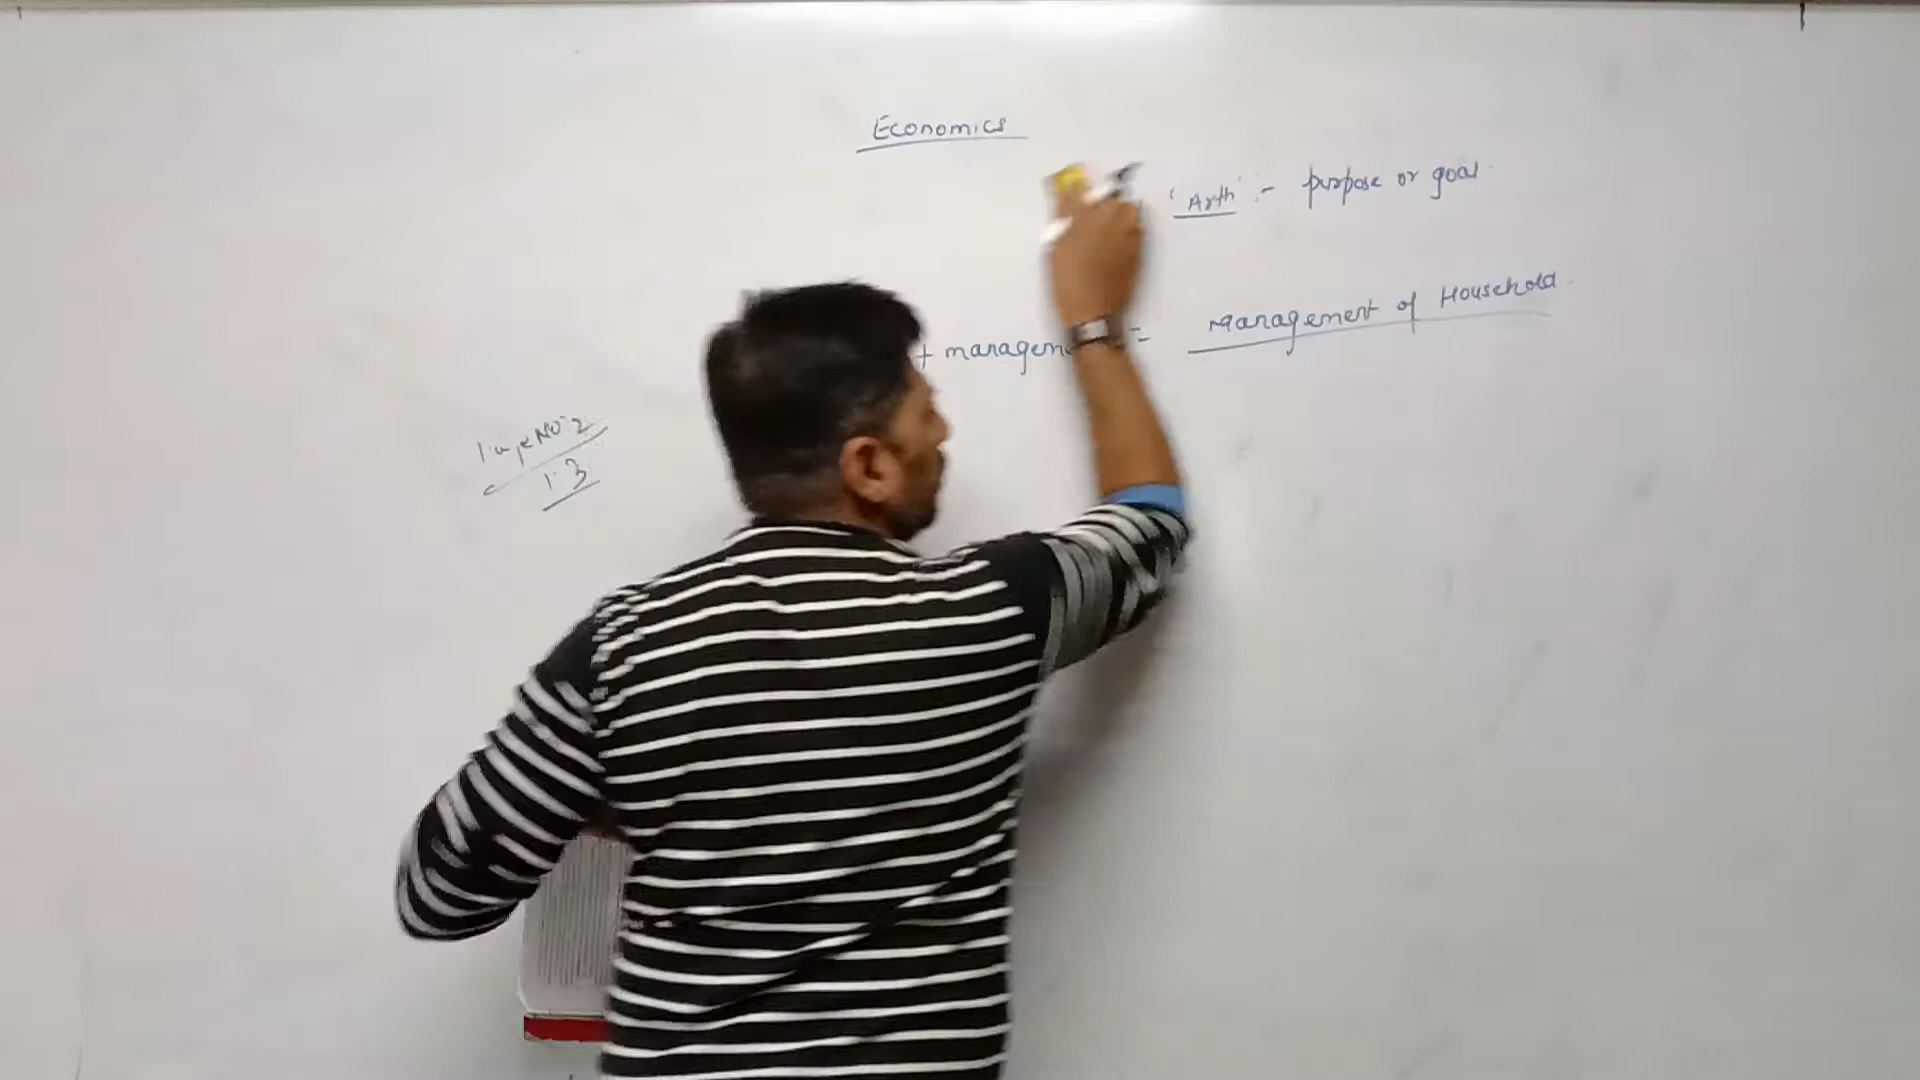 Economics
'Arth' :- purpose or goal
+ management = Management of Household
Page No 2
1.3